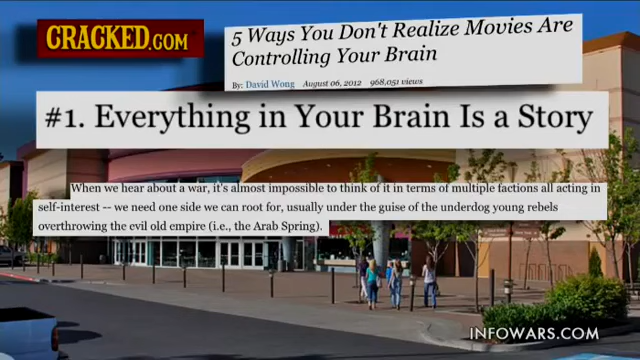 CRACKED.COM
5 Ways You Don't Realize Movies Are
Controlling Your Brain
By: David Wong August 06, 2012 968,051 views
#1. Everything in Your Brain Is a Story
When we hear about a war, it's almost impossible to think of it in terms of multiple factions all acting in
self-interest -- we need one side we can root for, usually under the guise of the underdog young rebels
overthrowing the evil old empire (i.e., the Arab Spring).
INFOWARS.COM